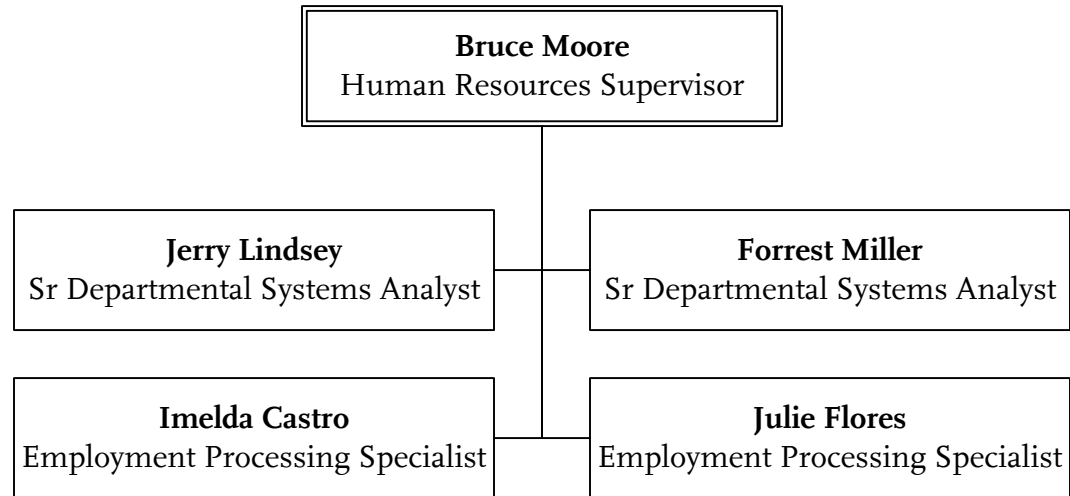 Bruce Moore
Human Resources Supervisor
Jerry Lindsey
Sr Departmental Systems Analyst
Forrest Miller
Sr Departmental Systems Analyst
Imelda Castro
Employment Processing Specialist
Julie Flores
Employment Processing Specialist